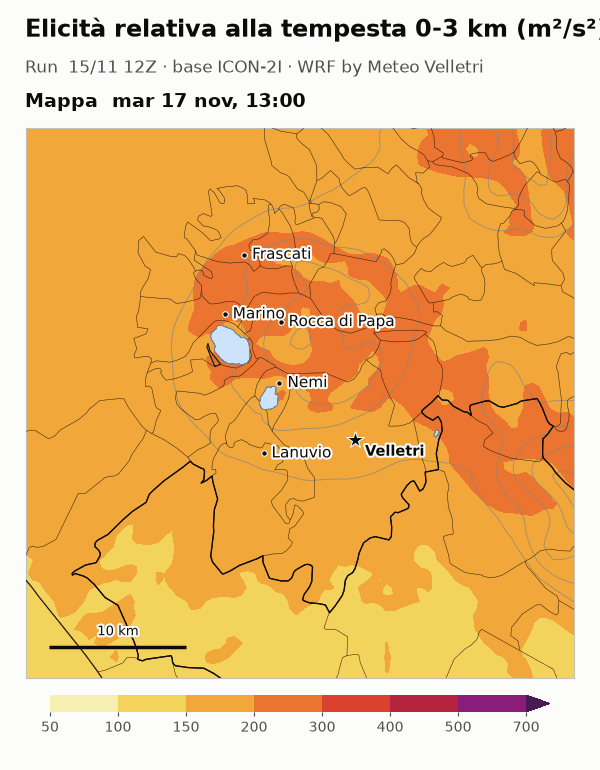 Elicità relativa alla tempesta 0-3 km (m²/s²)
Run 15/11 12Z · base ICON-2I · WRF by Meteo Velletri
Mappa mar 17 nov, 13:00
Frascati
Marino
Rocca di Papa
Nemi
Velletri
Lanuvio
10 km
50 100 150 200 300 400 500 700